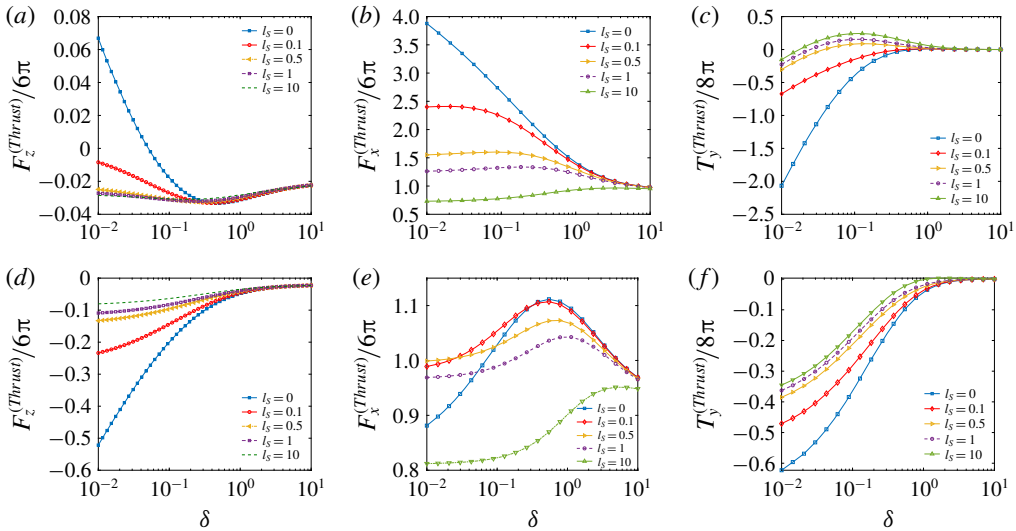 (a)
0.08
0.06
0.04
0.02
0
−0.02
−0.04
F_z^(Thrust)/6π
l_S = 0
l_S = 0.1
l_S = 0.5
l_S = 1
l_S = 10
10^−2 10^−1 10^0 10^1
(b)
4.0
3.5
3.0
2.5
2.0
1.5
1.0
0.5
F_x^(Thrust)/6π
l_S = 0
l_S = 0.1
l_S = 0.5
l_S = 1
l_S = 10
10^−2 10^−1 10^0 10^1
(c)
0.5
0
−0.5
−1.0
−1.5
−2.0
−2.5
T_y^(Thrust)/8π
l_S = 0
l_S = 0.1
l_S = 0.5
l_S = 1
l_S = 10
10^−2 10^−1 10^0 10^1
(d)
0
−0.1
−0.2
−0.3
−0.4
−0.5
−0.6
F_z^(Thrust)/6π
l_S = 0
l_S = 0.1
l_S = 0.5
l_S = 1
l_S = 10
10^−2 10^−1 10^0 10^1
δ
(e)
1.1
1.0
0.9
0.8
F_x^(Thrust)/6π
l_S = 0
l_S = 0.1
l_S = 0.5
l_S = 1
l_S = 10
10^−2 10^−1 10^0 10^1
δ
(f)
0
−0.1
−0.2
−0.3
−0.4
−0.5
−0.6
T_y^(Thrust)/8π
l_S = 0
l_S = 0.1
l_S = 0.5
l_S = 1
l_S = 10
10^−2 10^−1 10^0 10^1
δ